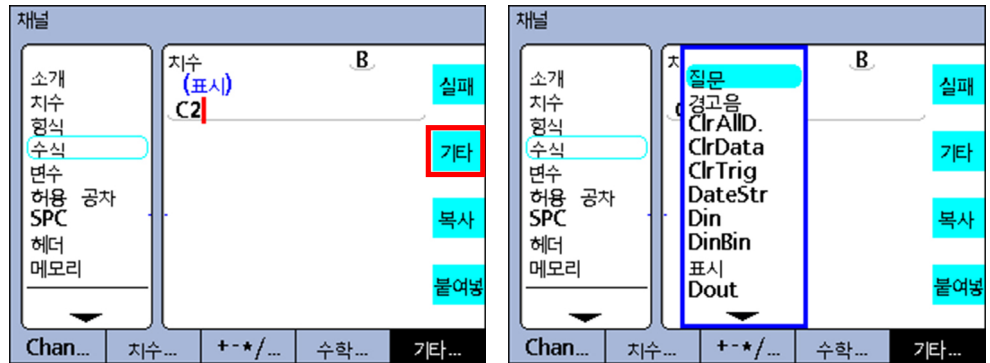 채널
소개
치수
형식
수식
변수
허용 공차
SPC
헤더
메모리
치수
B
(표시)
C2
실패
기타
복사
붙여넣
Chan...
치수...
+-*/...
수학...
기타...
채널
소개
치수
형식
수식
변수
허용 공차
SPC
헤더
메모리
B
질문
경고음
ClrAllD.
ClrData
ClrTrig
DateStr
Din
DinBin
표시
Dout
실패
기타
복사
붙여넣
Chan...
치수...
+-*/...
수학...
기타...